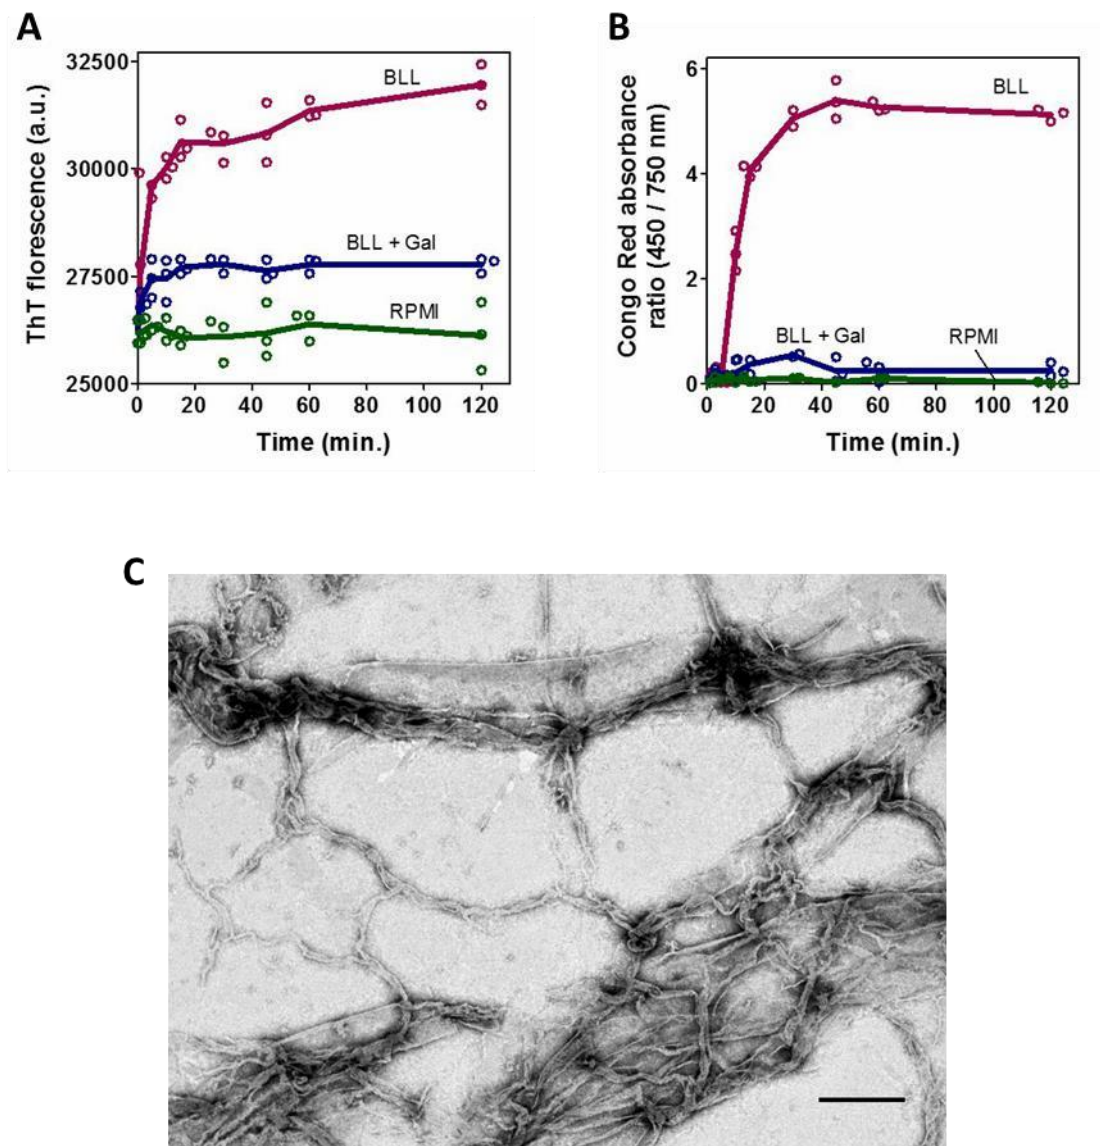 A
32500
30000
27500
25000
ThT florescence (a.u.)
BLL
BLL + Gal
RPMI
0 20 40 60 80 100 120
Time (min.)
B
6
4
2
0
Congo Red absorbance
ratio (450 / 750 nm)
BLL
BLL + Gal
RPMI
0 20 40 60 80 100 120
Time (min.)
C